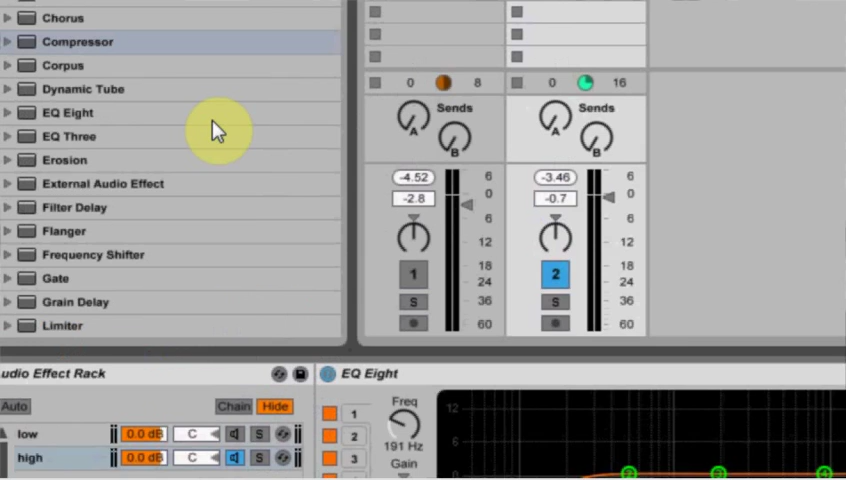 Chorus
Compressor
Corpus
Dynamic Tube
EQ Eight
EQ Three
Erosion
External Audio Effect
Filter Delay
Flanger
Frequency Shifter
Gate
Grain Delay
Limiter
0 8 0 16
Sends Sends
A A
B B
-4.52 6 -3.46 6
-2.8 0 -0.7 0
6 6
12 12
1 18 2 18
24 24
S 36 S 36
60 60
udio Effect Rack
Auto Chain Hide
low 0.0 dB C S
high 0.0 dB C S
EQ Eight
1 Freq 12
2 191 Hz 6
3 Gain 0